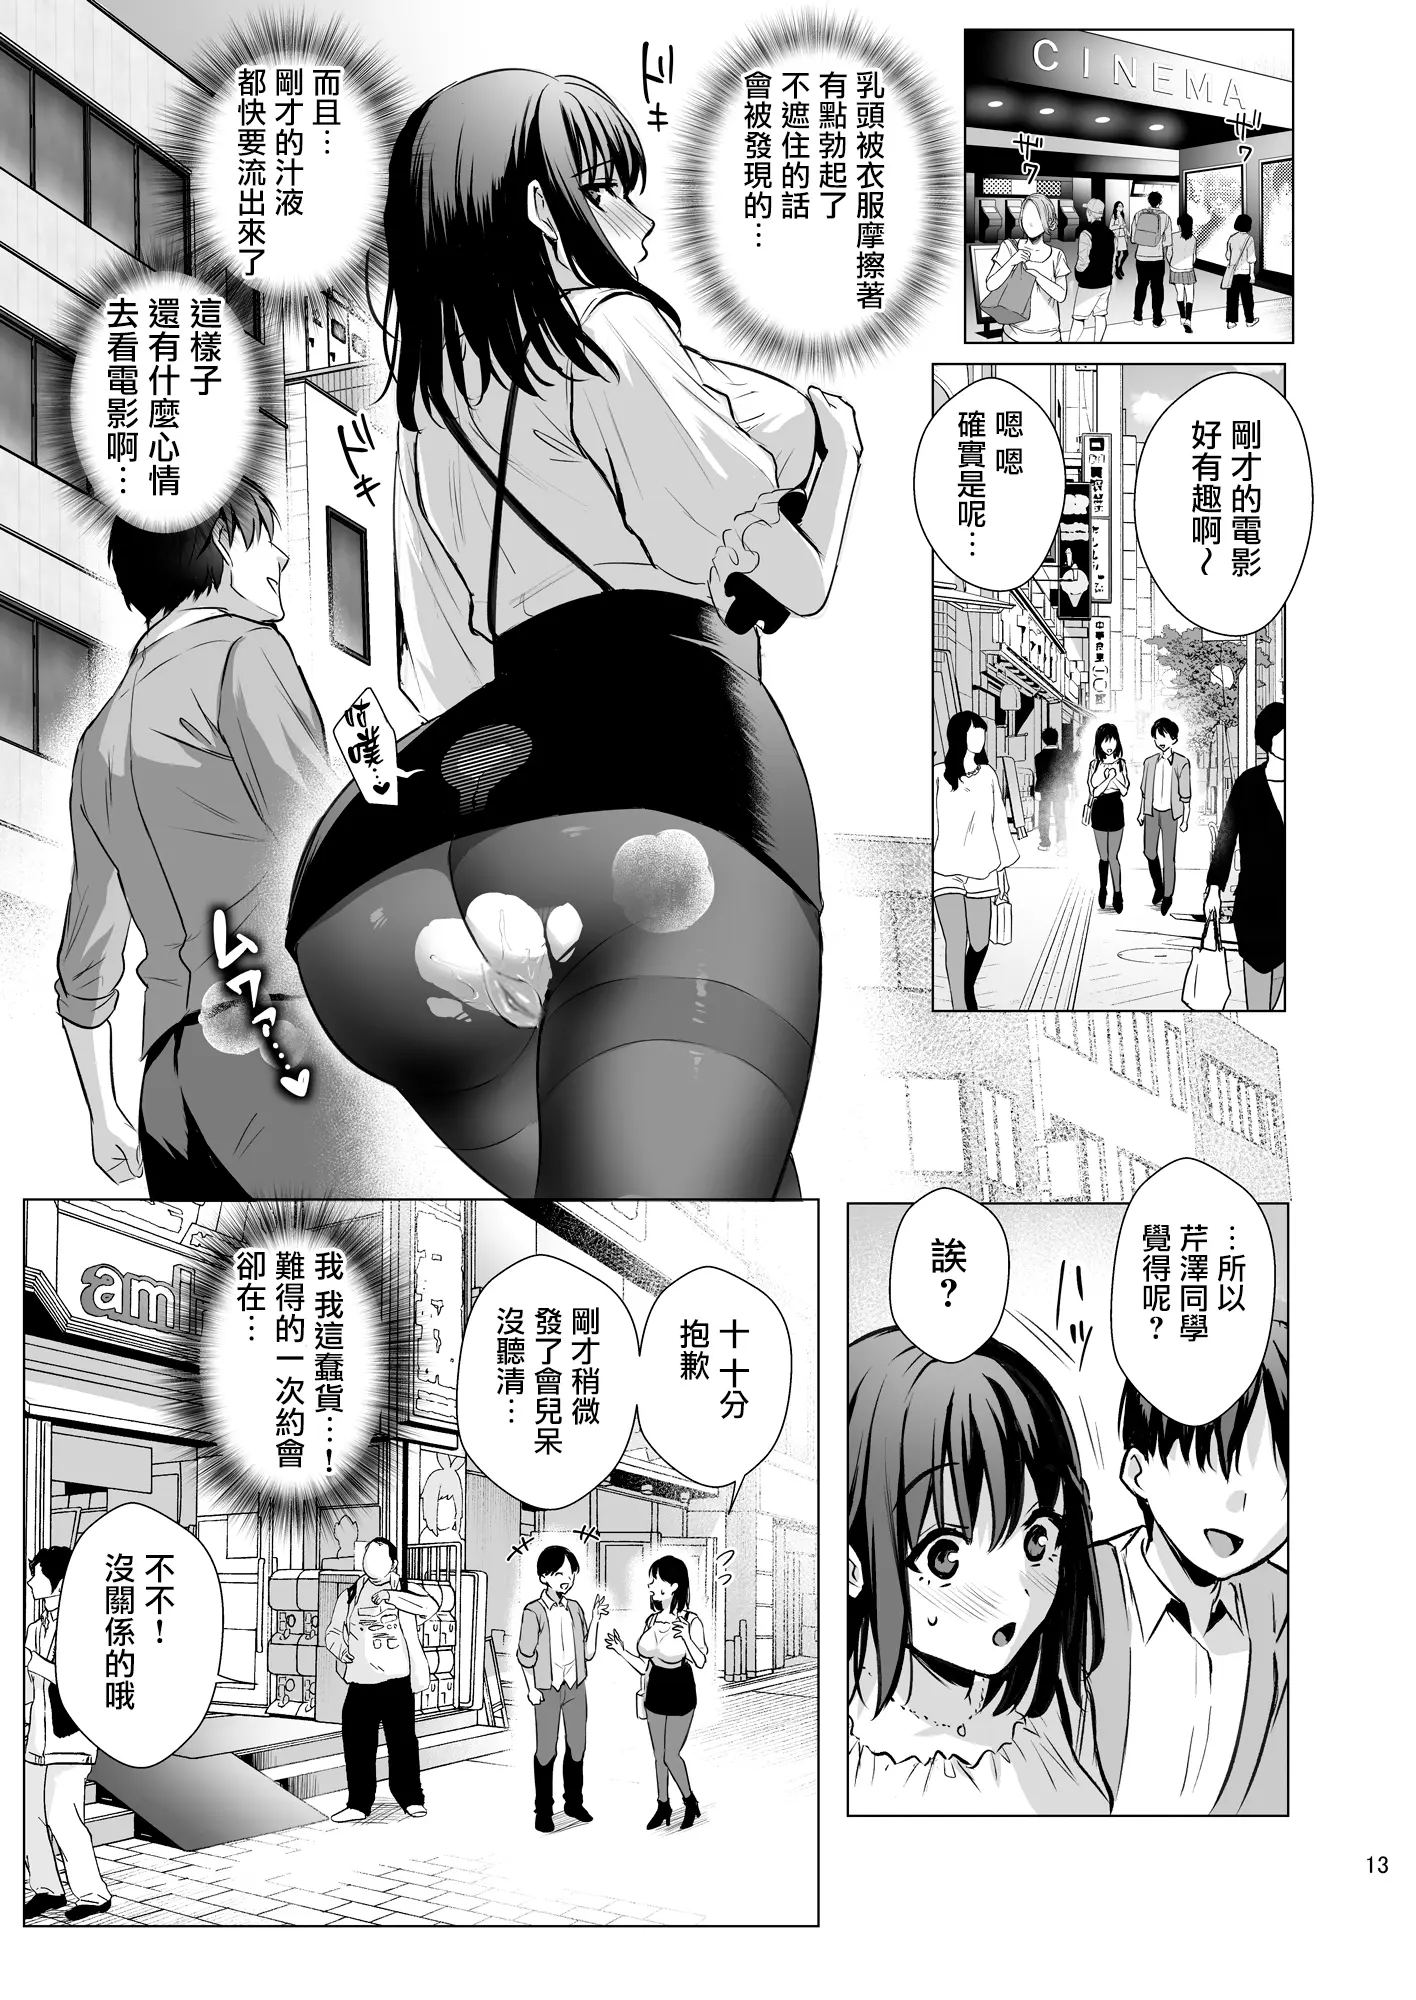 CINEMA
ザワ
ザワ
剛才的電影
好有趣啊～
嗯嗯
確實是呢…
乳頭被衣服摩擦著
有點勃起了
不遮住的話
會被發現的…
ドキ
而且…
剛才的汁液
都快要流出來了
這樣子
還有什麼心情
去看電影啊…
ドキ
ムワァ…♥
…所以
芹澤同學
覺得呢？
誒？
十 十分
抱歉
剛才稍微
發了會兒呆
沒聽清…
我 我這蠢貨…！
難得的一次約會
卻在…
不不！
沒關係的哦
am
13